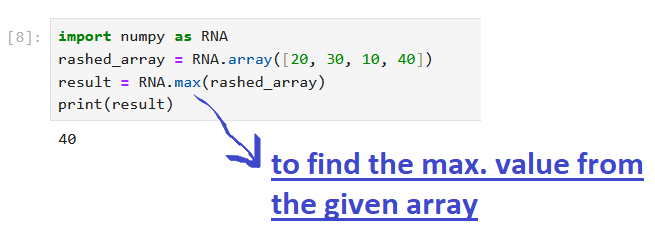 [8]: import numpy as RNA
rashed_array = RNA.array([20, 30, 10, 40])
result = RNA.max(rashed_array)
print(result)
40
to find the max. value from
the given array